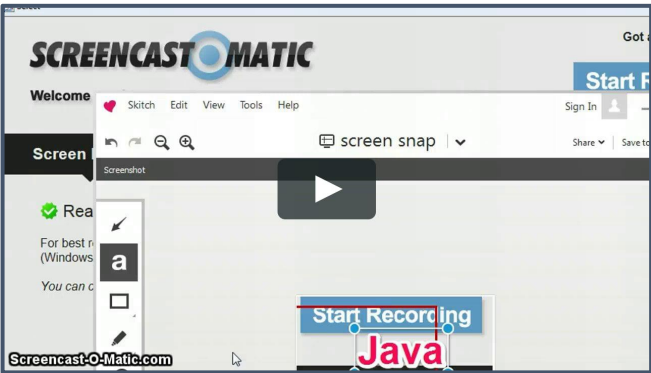 Got
SCREENCAST O MATIC
Start
Welcome
Skitch Edit View Tools Help Sign In
screen snap Share Save to
Screen
Screenshot
Rea
For best
(Windows
You can
a
Start Recording
Java
Screencast-O-Matic.com